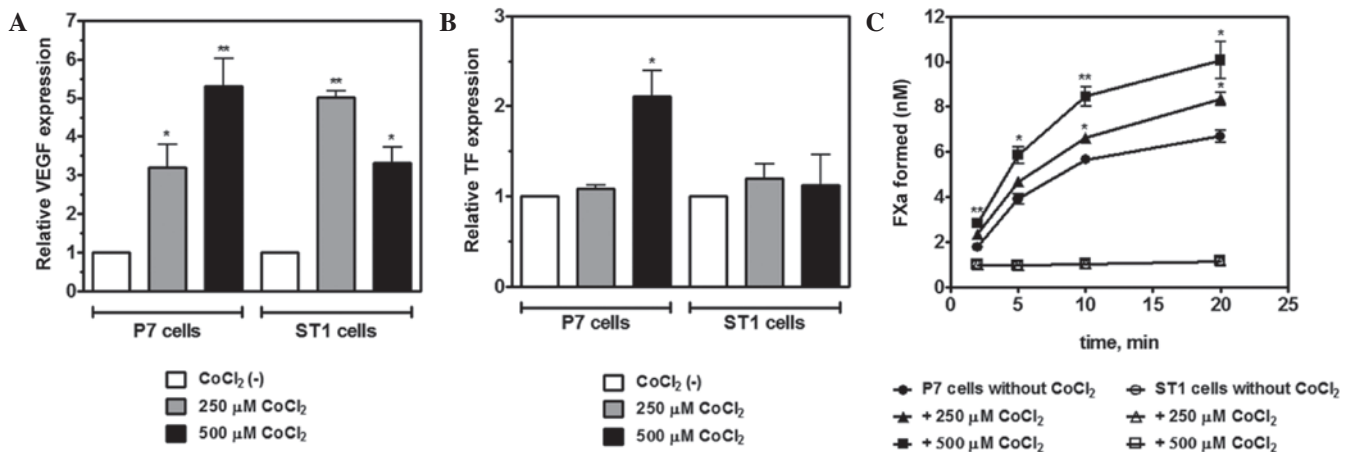 A
Relative VEGF expression
7
6
5
4
3
2
1
0
*
**
**
*
P7 cells
ST1 cells
CoCl₂ (-)
250 μM CoCl₂
500 μM CoCl₂
B
Relative TF expression
3
2
1
0
*
P7 cells
ST1 cells
CoCl₂ (-)
250 μM CoCl₂
500 μM CoCl₂
C
FXa formed (nM)
12
10
8
6
4
2
0
**
*
**
*
*
*
0
5
10
15
20
25
time, min
P7 cells without CoCl₂
+ 250 μM CoCl₂
+ 500 μM CoCl₂
ST1 cells without CoCl₂
+ 250 μM CoCl₂
+ 500 μM CoCl₂